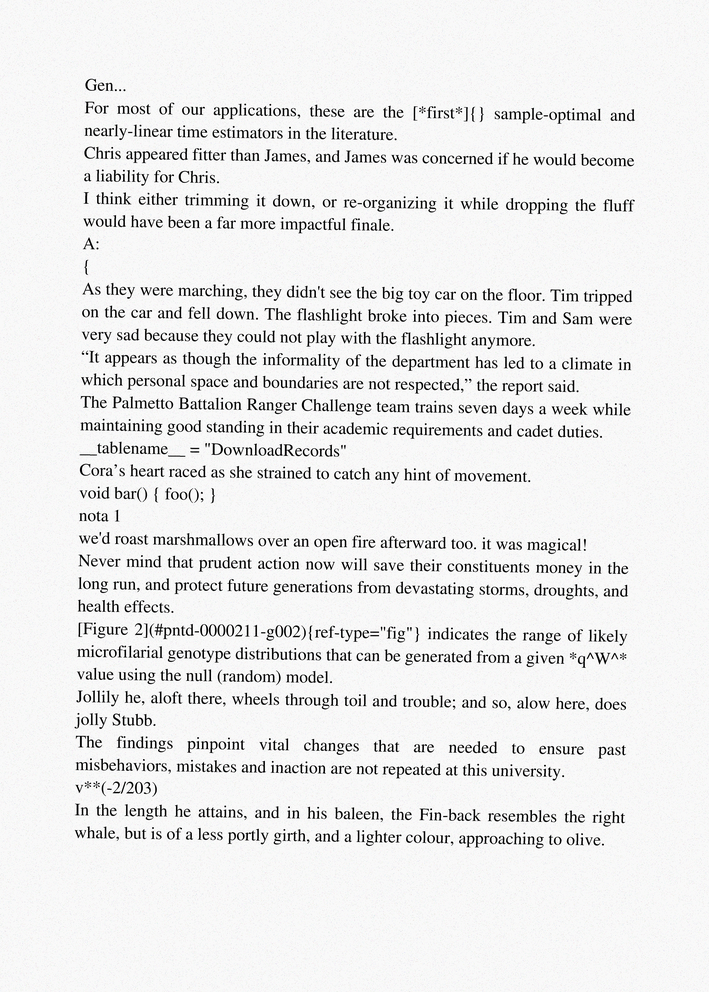 Gen...
For most of our applications, these are the [*first*]{} sample-optimal and
nearly-linear time estimators in the literature.
Chris appeared fitter than James, and James was concerned if he would become
a liability for Chris.
I think either trimming it down, or re-organizing it while dropping the fluff
would have been a far more impactful finale.
A:
{
As they were marching, they didn't see the big toy car on the floor. Tim tripped
on the car and fell down. The flashlight broke into pieces. Tim and Sam were
very sad because they could not play with the flashlight anymore.
“It appears as though the informality of the department has led to a climate in
which personal space and boundaries are not respected,” the report said.
The Palmetto Battalion Ranger Challenge team trains seven days a week while
maintaining good standing in their academic requirements and cadet duties.
__tablename__ = "DownloadRecords"
Cora’s heart raced as she strained to catch any hint of movement.
void bar() { foo(); }
nota 1
we'd roast marshmallows over an open fire afterward too. it was magical!
Never mind that prudent action now will save their constituents money in the
long run, and protect future generations from devastating storms, droughts, and
health effects.
[Figure 2](#pntd-0000211-g002){ref-type="fig"} indicates the range of likely
microfilarial genotype distributions that can be generated from a given *q^W^*
value using the null (random) model.
Jollily he, aloft there, wheels through toil and trouble; and so, alow here, does
jolly Stubb.
The findings pinpoint vital changes that are needed to ensure past
misbehaviors, mistakes and inaction are not repeated at this university.
v**(-2/203)
In the length he attains, and in his baleen, the Fin-back resembles the right
whale, but is of a less portly girth, and a lighter colour, approaching to olive.